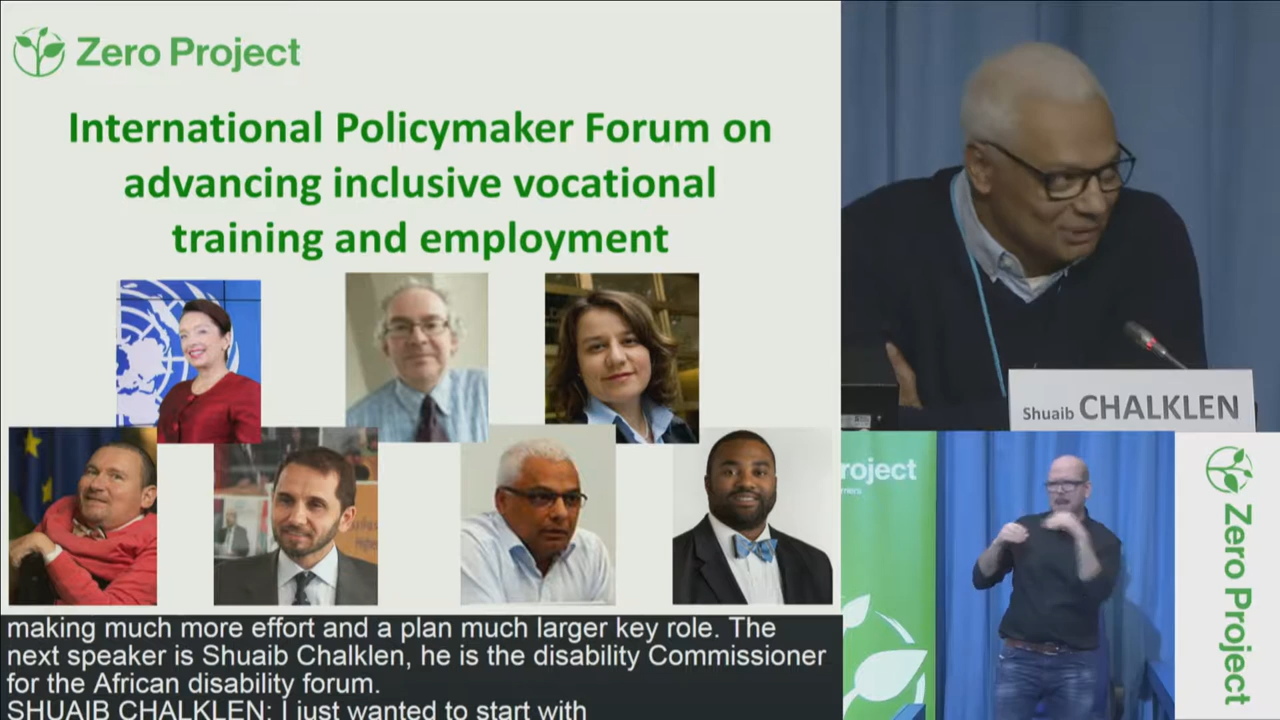 Zero Project
International Policymaker Forum on
advancing inclusive vocational
training and employment
making much more effort and a plan much larger key role. The
next speaker is Shuaib Chalklen, he is the disability Commissioner
for the African disability forum.
SHUAIB CHALKLEN: I just wanted to start with
Shuaib CHALKLEN
roject
Zero Project